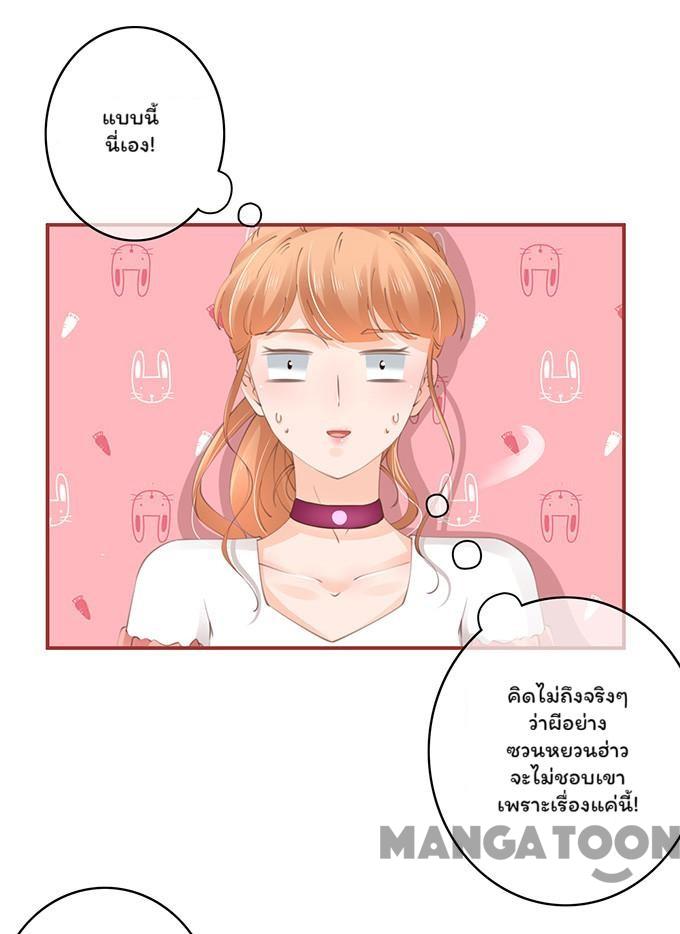 แบบนี้
นี่เอง!
คิดไม่ถึงจริงๆ
ว่าผีอย่าง
ซวนหยวนฮ่าว
จะไม่ชอบเขา
เพราะเรื่องแค่นี้!
MANGATOON